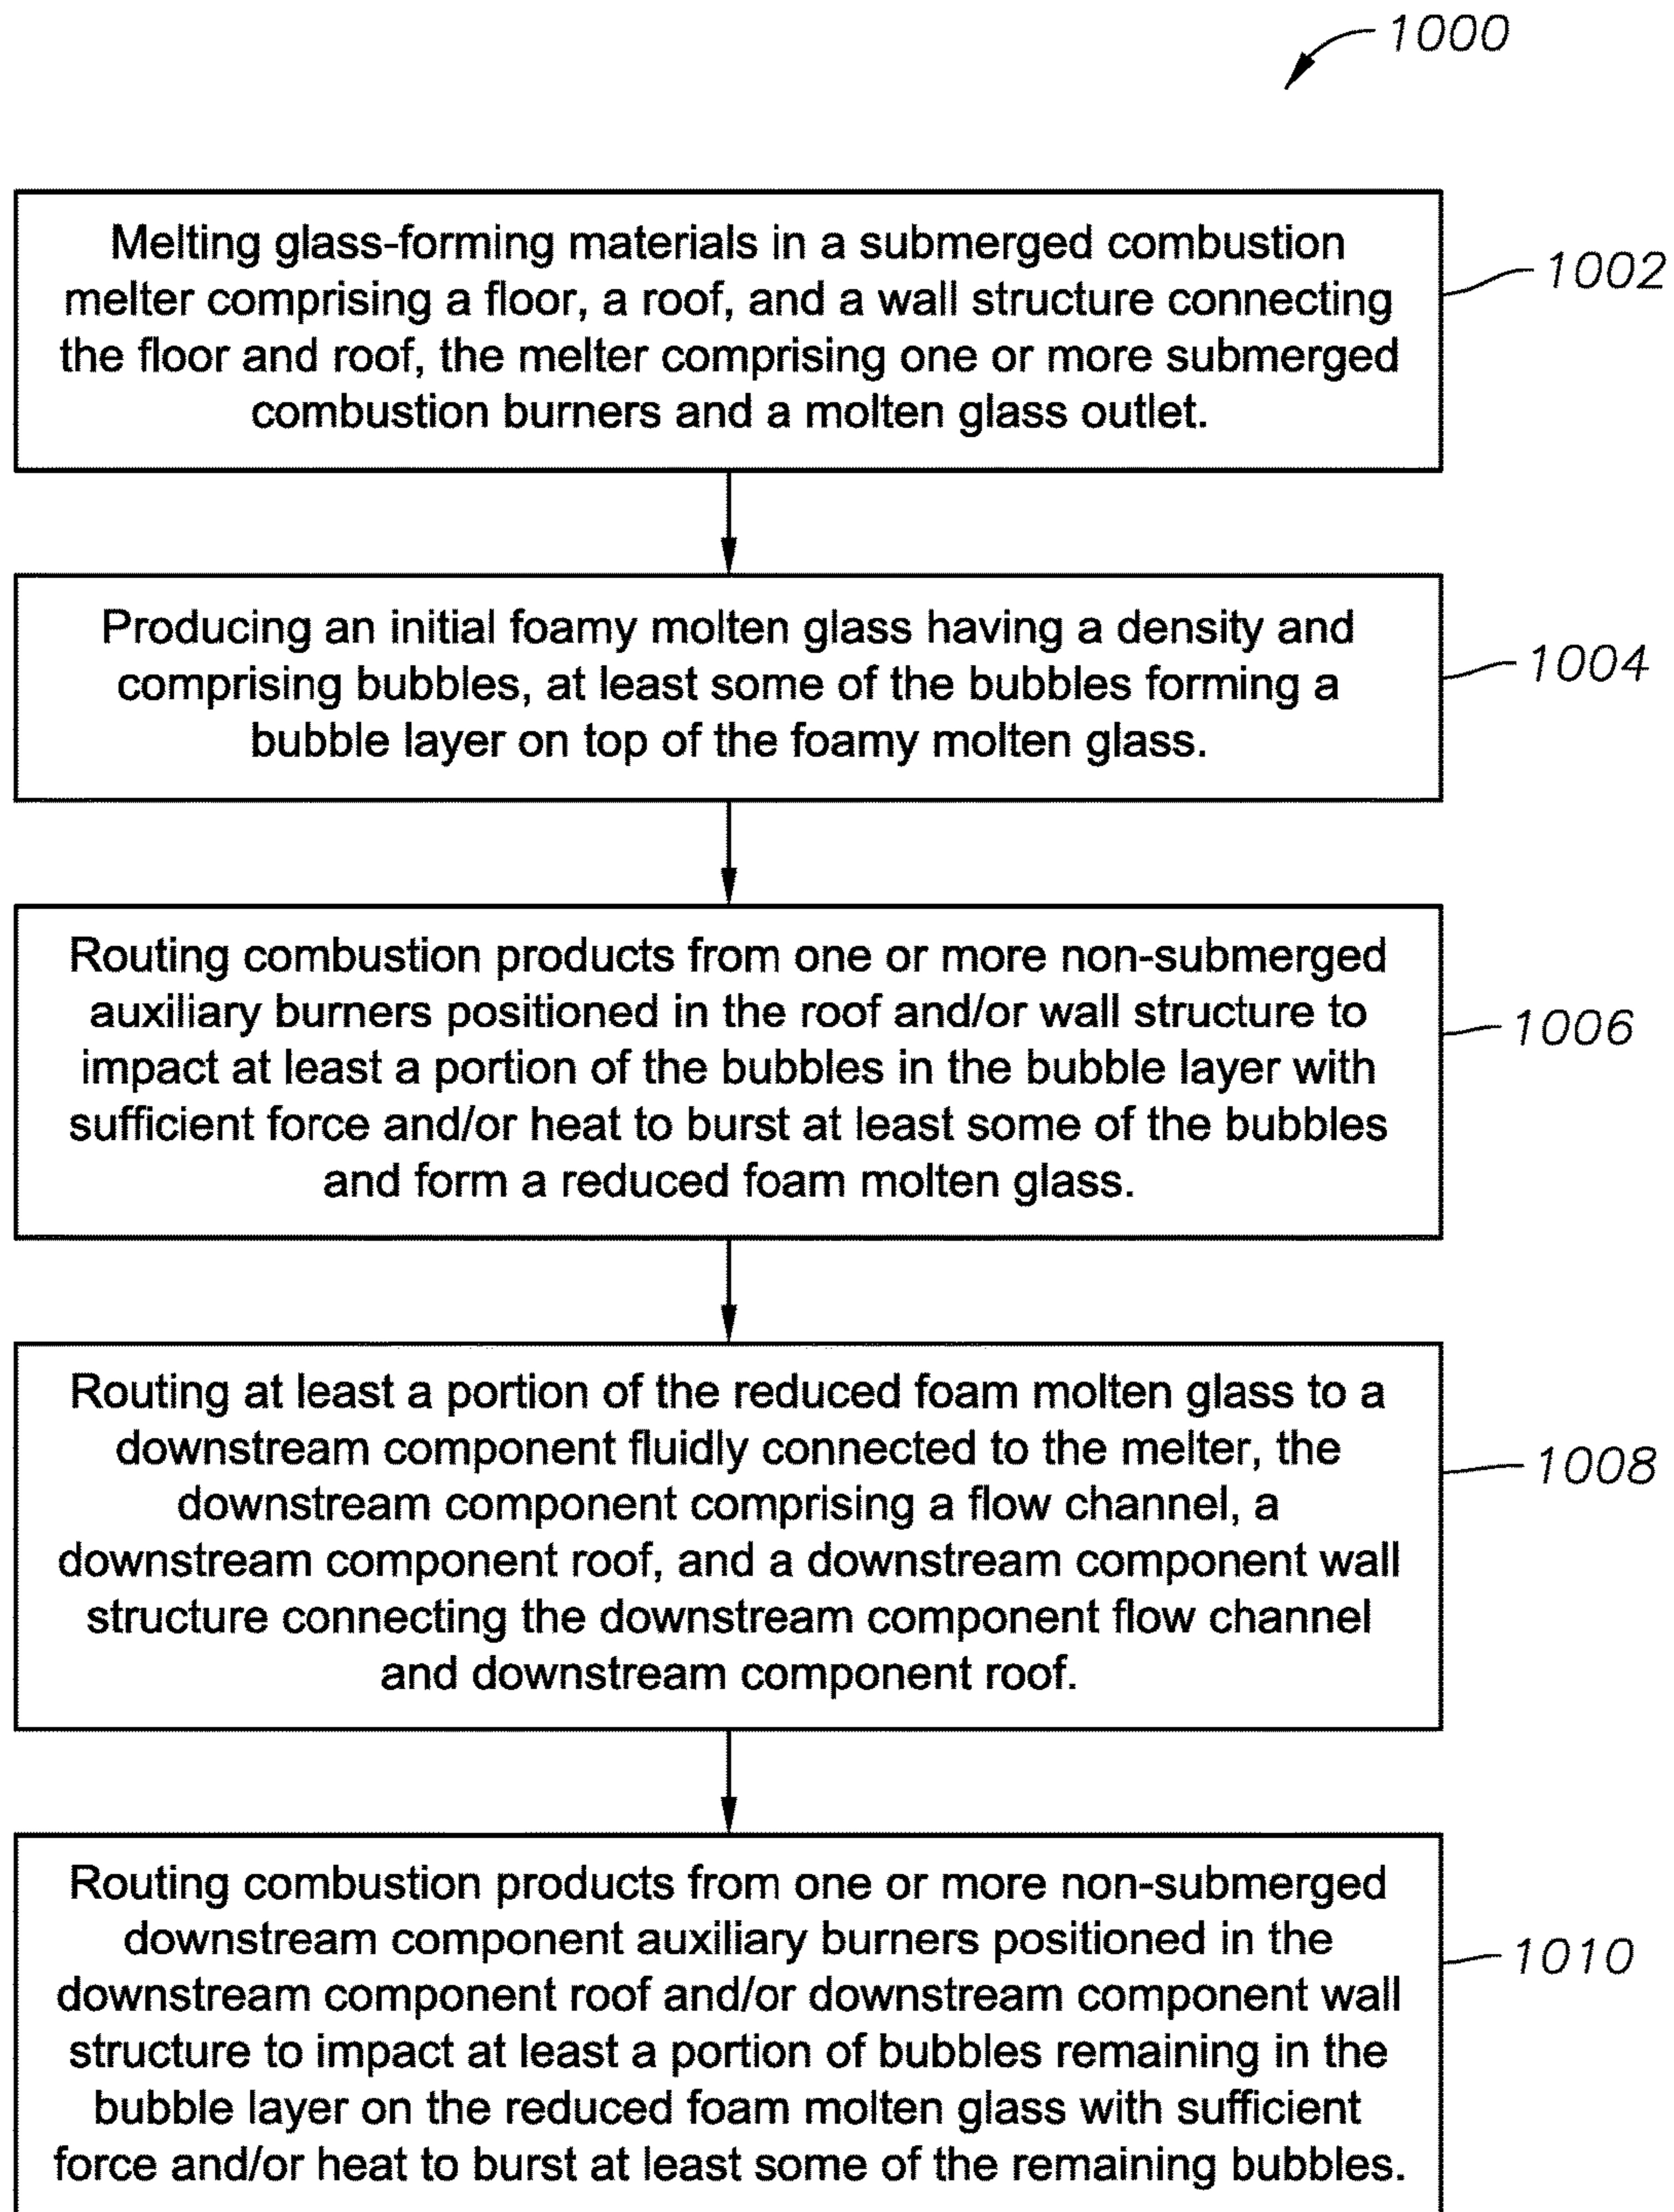 1000
Melting glass-forming materials in a submerged combustion
melter comprising a floor, a roof, and a wall structure connecting
the floor and roof, the melter comprising one or more submerged
combustion burners and a molten glass outlet.
1002
Producing an initial foamy molten glass having a density and
comprising bubbles, at least some of the bubbles forming a
bubble layer on top of the foamy molten glass.
1004
Routing combustion products from one or more non-submerged
auxiliary burners positioned in the roof and/or wall structure to
impact at least a portion of the bubbles in the bubble layer with
sufficient force and/or heat to burst at least some of the bubbles
and form a reduced foam molten glass.
1006
Routing at least a portion of the reduced foam molten glass to a
downstream component fluidly connected to the melter, the
downstream component comprising a flow channel, a
downstream component roof, and a downstream component wall
structure connecting the downstream component flow channel
and downstream component roof.
1008
Routing combustion products from one or more non-submerged
downstream component auxiliary burners positioned in the
downstream component roof and/or downstream component wall
structure to impact at least a portion of bubbles remaining in the
bubble layer on the reduced foam molten glass with sufficient
force and/or heat to burst at least some of the remaining bubbles.
1010